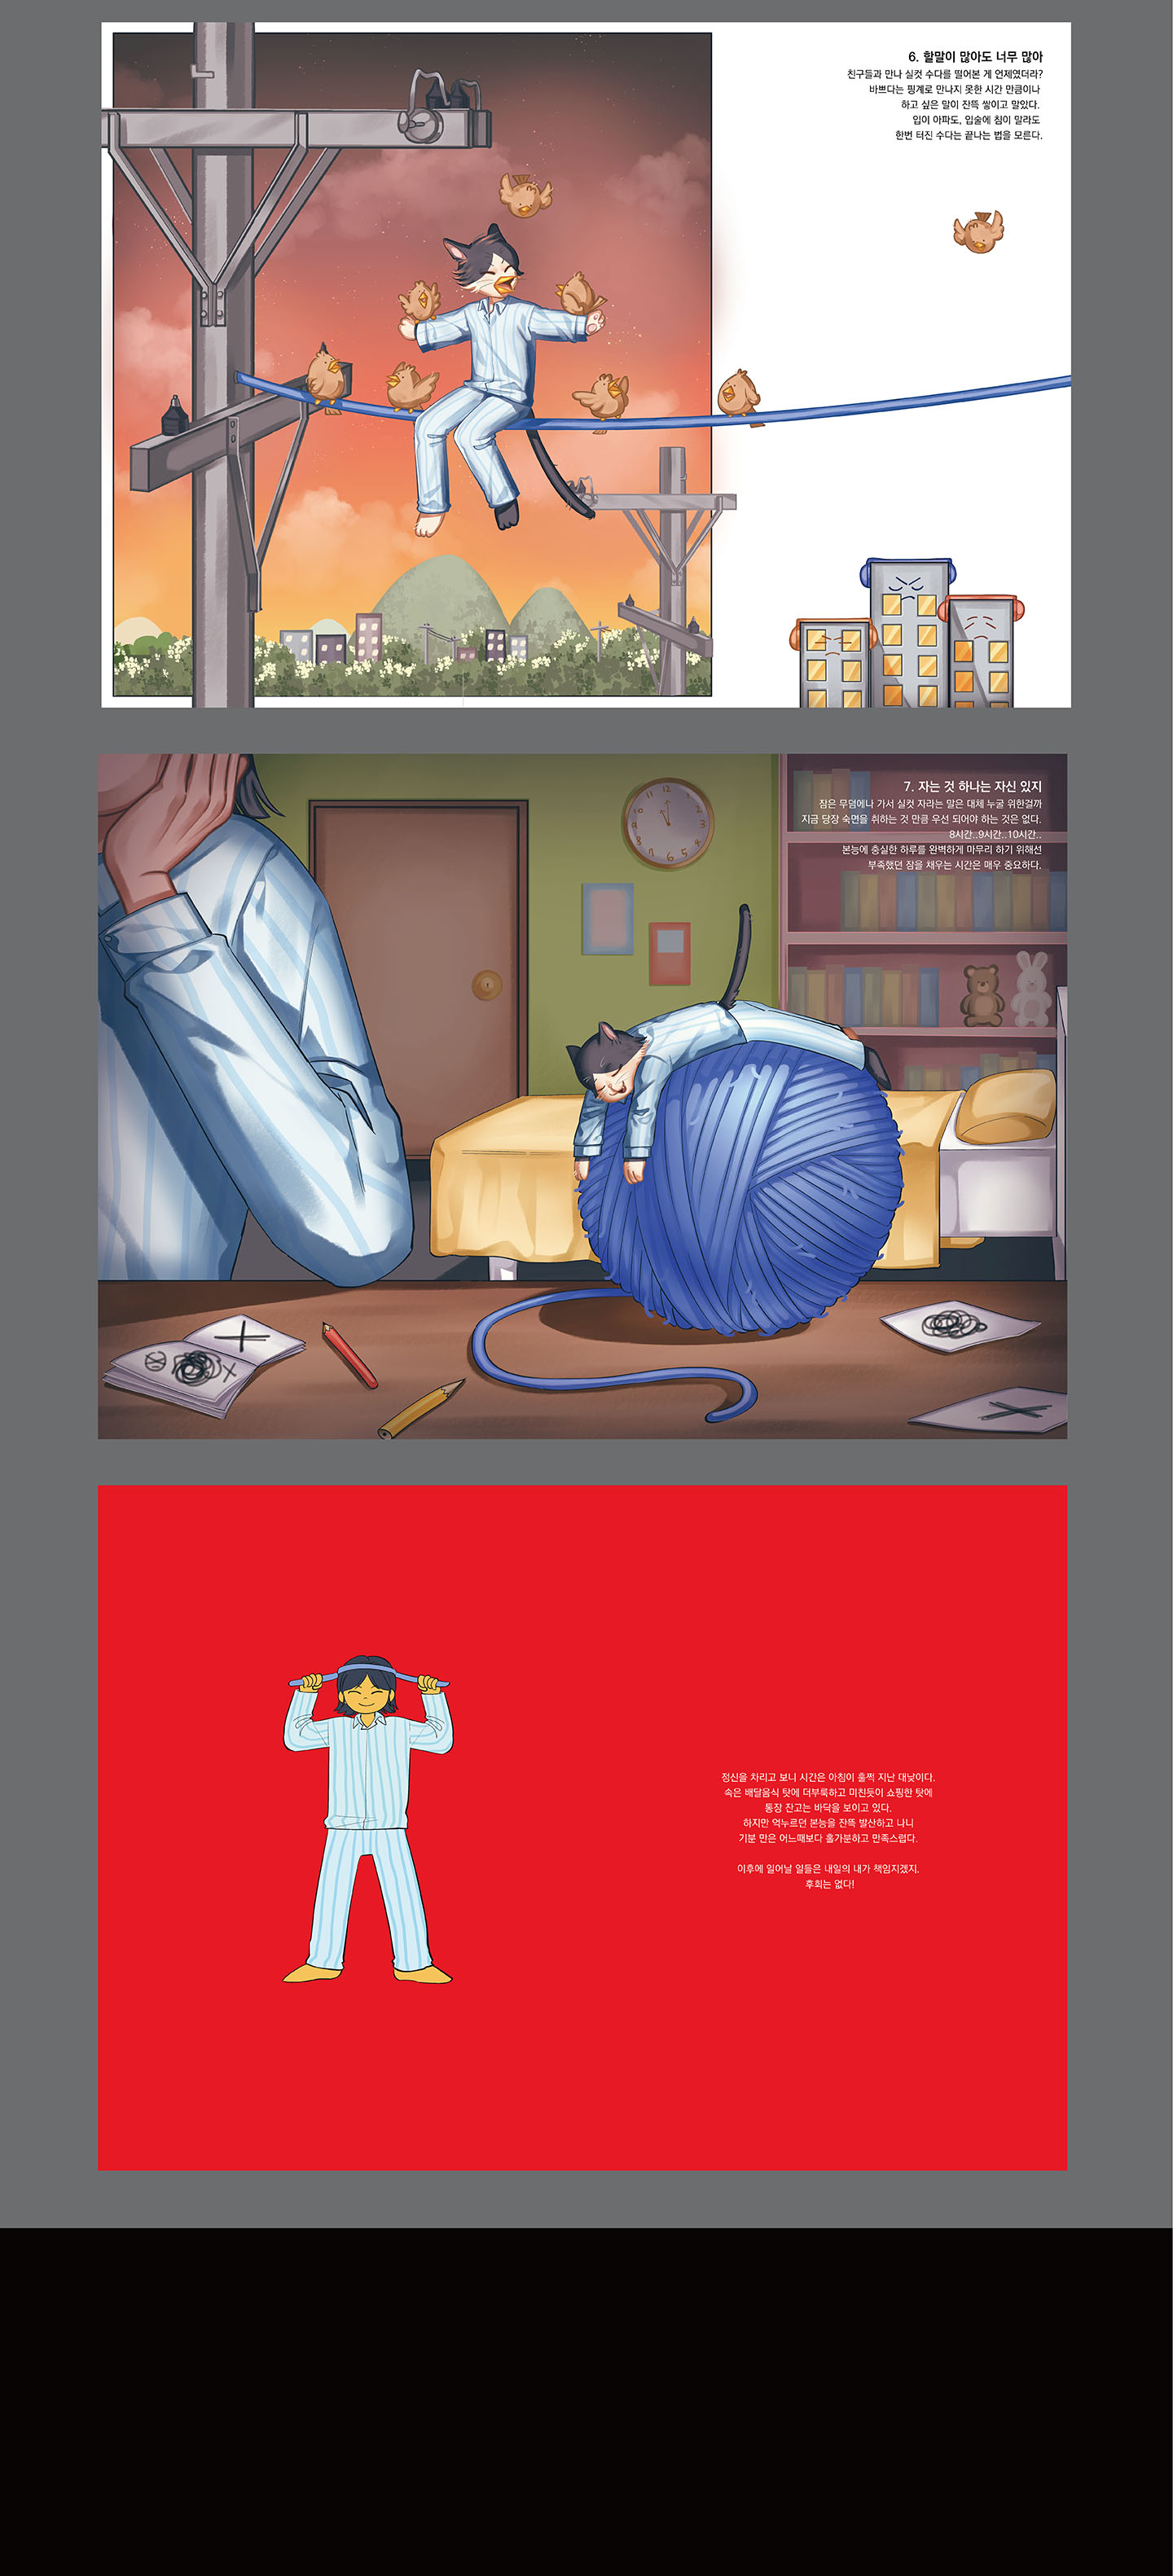 6. 할말이 많아도 너무 많아
친구들과 만나 실컷 수다를 떨어본 게 언제였더라?
바쁘다는 핑계로 만나지 못한 시간 만큼이나
하고 싶은 말이 잔뜩 쌓이고 말았다.
입이 아파도, 입술에 침이 말라도
한번 터진 수다는 끝나는 법을 모른다.
7. 자는 것 하나는 자신 있지
잠은 무덤에나 가서 실컷 자라는 말은 대체 누굴 위한걸까
지금 당장 숙면을 취하는 것 만큼 우선 되어야 하는 것은 없다.
8시간..9시간..10시간..
본능에 충실한 하루를 완벽하게 마무리 하기 위해선
부족했던 잠을 채우는 시간은 매우 중요하다.
정신을 차리고 보니 시간은 아침이 훌쩍 지난 대낮이다.
속은 배달음식 탓에 더부룩하고 미친듯이 쇼핑한 탓에
통장 잔고는 바닥을 보이고 있다.
하지만 억누르던 본능을 잔뜩 발산하고 나니
기분 만은 어느때보다 홀가분하고 만족스럽다.
이후에 일어날 일들은 내일의 내가 책임지겠지.
후회는 없다!